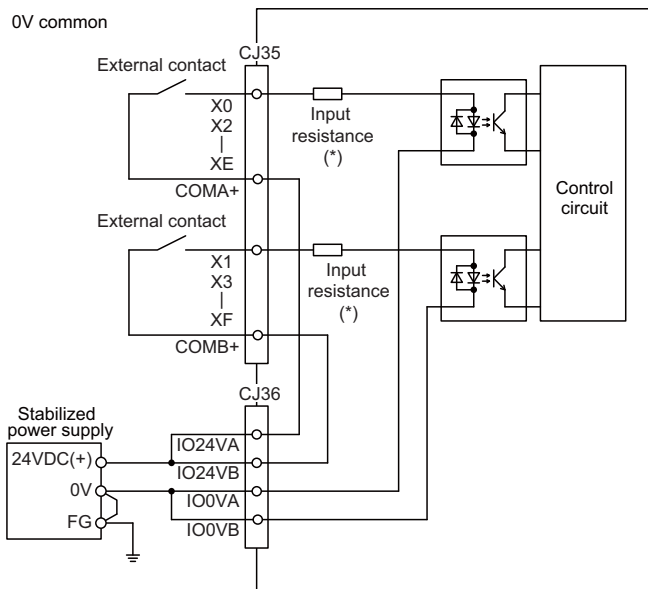 0V common
CJ35
External contact
X0
X2
|
XE
COMA+
Input
resistance
(*)
External contact
X1
X3
|
XF
COMB+
Input
resistance
(*)
Control
circuit
CJ36
Stabilized
power supply
24VDC(+)
0V
FG
IO24VA
IO24VB
IO0VA
IO0VB